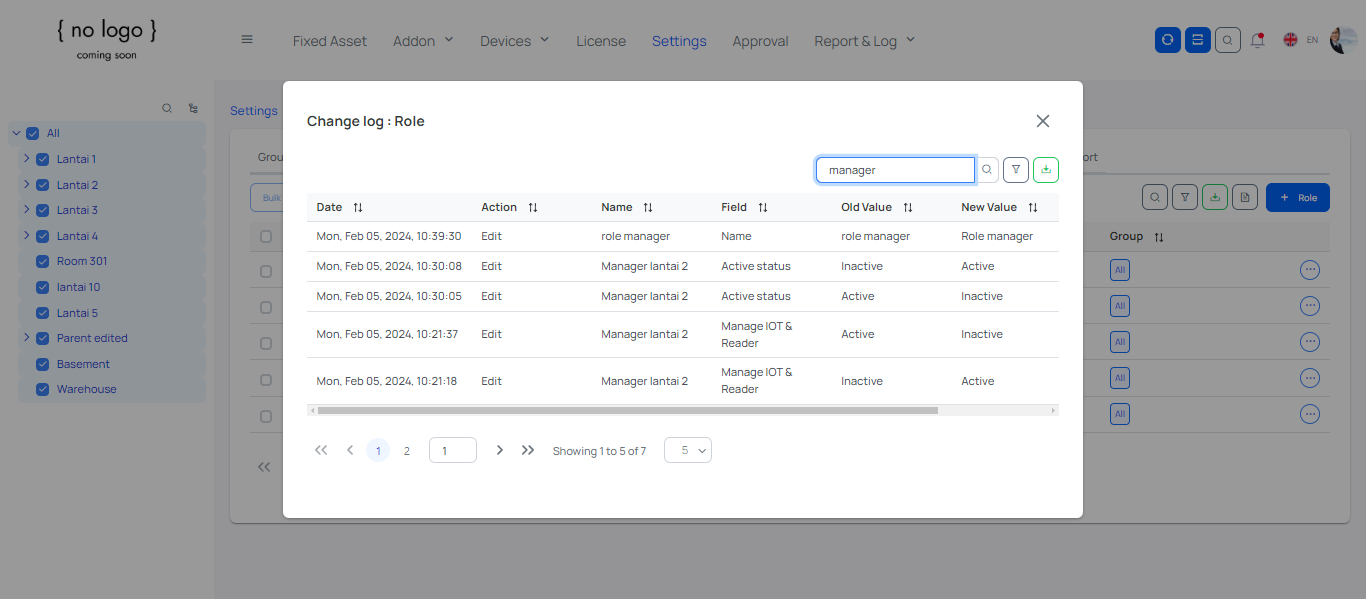 { no logo }
coming soon
Fixed Asset Addon Devices License Settings Approval Report & Log EN
All
Lantai 1
Lantai 2
Lantai 3
Lantai 4
Room 301
lantai 10
Lantai 5
Parent edited
Basement
Warehouse
Settings
Grou
Bulk
ort
+ Role
Group
All
All
All
All
All
Change log : Role
manager
Date Action Name Field Old Value New Value
Mon, Feb 05, 2024, 10:39:30 Edit role manager Name role manager Role manager
Mon, Feb 05, 2024, 10:30:08 Edit Manager lantai 2 Active status Inactive Active
Mon, Feb 05, 2024, 10:30:05 Edit Manager lantai 2 Active status Active Inactive
Mon, Feb 05, 2024, 10:21:37 Edit Manager lantai 2 Manage IOT & Reader Active Inactive
Mon, Feb 05, 2024, 10:21:18 Edit Manager lantai 2 Manage IOT & Reader Inactive Active
1 2 1 Showing 1 to 5 of 7 5